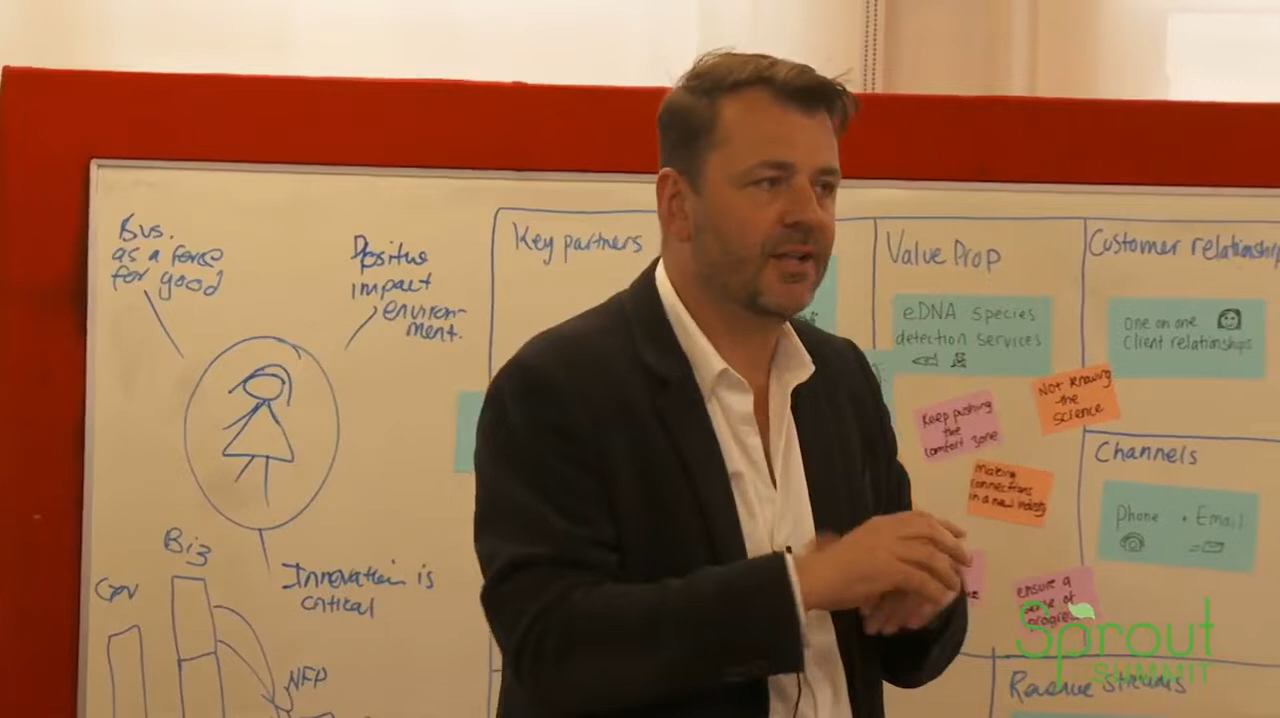 Bus.
as a force
for good
Positive
impact
environ-
ment.
Innovation is
critical
Gov
Biz
NFP
Key partners
Value Prop
eDNA Species
detection services
Keep pushing
the
comfort zone
Not knowing
the
science
making
connections
in a new industry
ensure a
sense of
progress
Customer relationship
one on one
Client relationships
Channels
Phone • Email
Revenue streams
Sprout
SUMMIT